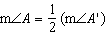 m∠A = 1/2 (m∠A')